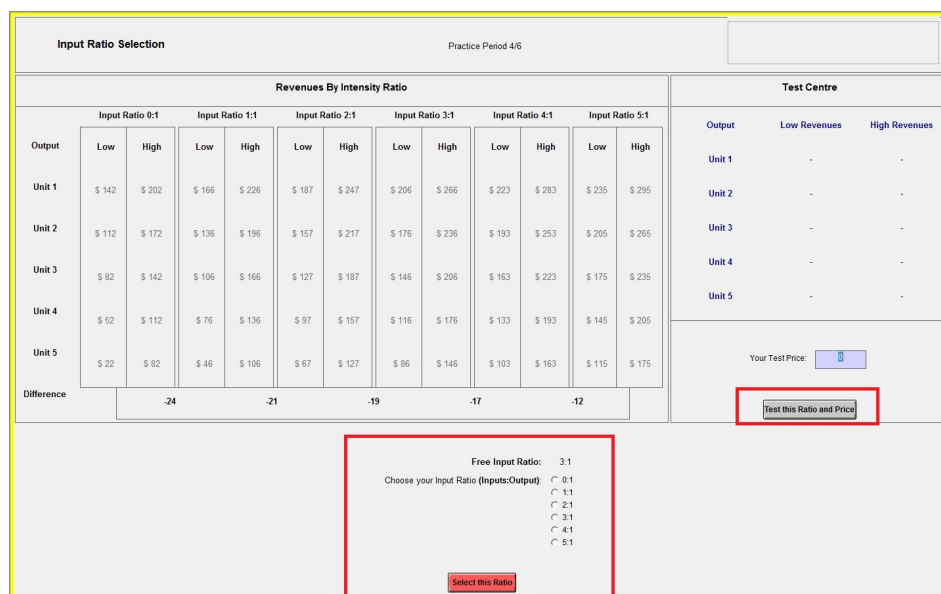 Input Ratio Selection
Practice Period 4/6
Revenues By Intensity Ratio
Input Ratio 0:1 Input Ratio 1:1 Input Ratio 2:1 Input Ratio 3:1 Input Ratio 4:1 Input Ratio 5:1
Output Low High Low High Low High Low High Low High Low High
Unit 1 $ 142 $ 202 $ 166 $ 226 $ 187 $ 247 $ 206 $ 266 $ 223 $ 283 $ 235 $ 295
Unit 2 $ 112 $ 172 $ 136 $ 196 $ 157 $ 217 $ 176 $ 236 $ 193 $ 253 $ 205 $ 265
Unit 3 $ 82 $ 142 $ 106 $ 166 $ 127 $ 187 $ 146 $ 206 $ 163 $ 223 $ 175 $ 235
Unit 4 $ 52 $ 112 $ 76 $ 136 $ 97 $ 157 $ 116 $ 176 $ 133 $ 193 $ 145 $ 205
Unit 5 $ 22 $ 82 $ 46 $ 106 $ 67 $ 127 $ 86 $ 146 $ 103 $ 163 $ 115 $ 175
Difference -24 -21 -19 -17 -12
Test Centre
Output Low Revenues High Revenues
Unit 1 - -
Unit 2 - -
Unit 3 - -
Unit 4 - -
Unit 5 - -
Your Test Price: 0
Test this Ratio and Price
Free Input Ratio: 3:1
Choose your Input Ratio (Inputs:Output): 0:1
1:1
2:1
3:1
4:1
5:1
Select this Ratio